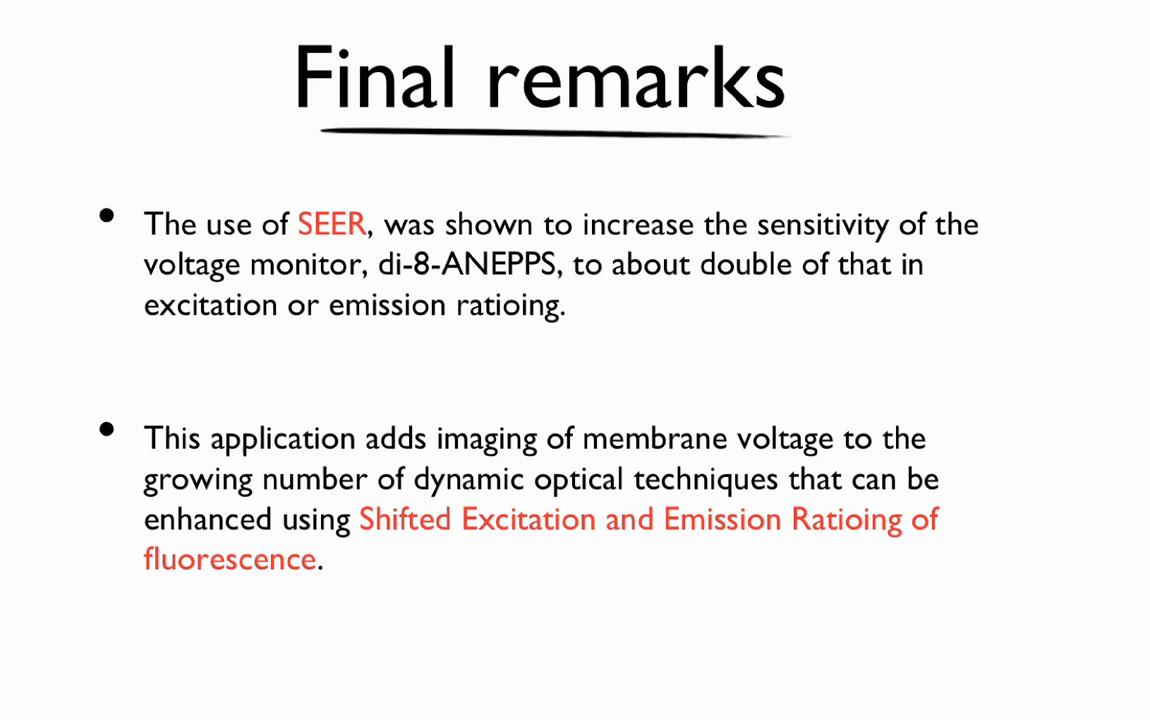 Final remarks
• The use of SEER, was shown to increase the sensitivity of the
voltage monitor, di-8-ANEPPS, to about double of that in
excitation or emission ratioing.
• This application adds imaging of membrane voltage to the
growing number of dynamic optical techniques that can be
enhanced using Shifted Excitation and Emission Ratioing of
fluorescence.